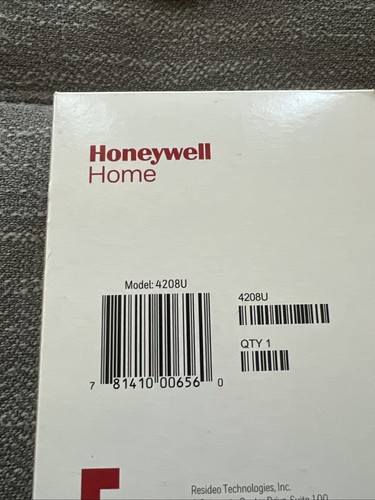 Honeywell
Home
Model: 4208U
4208U
QTY 1
7 81410 00656 0
Resideo Technologies, Inc.